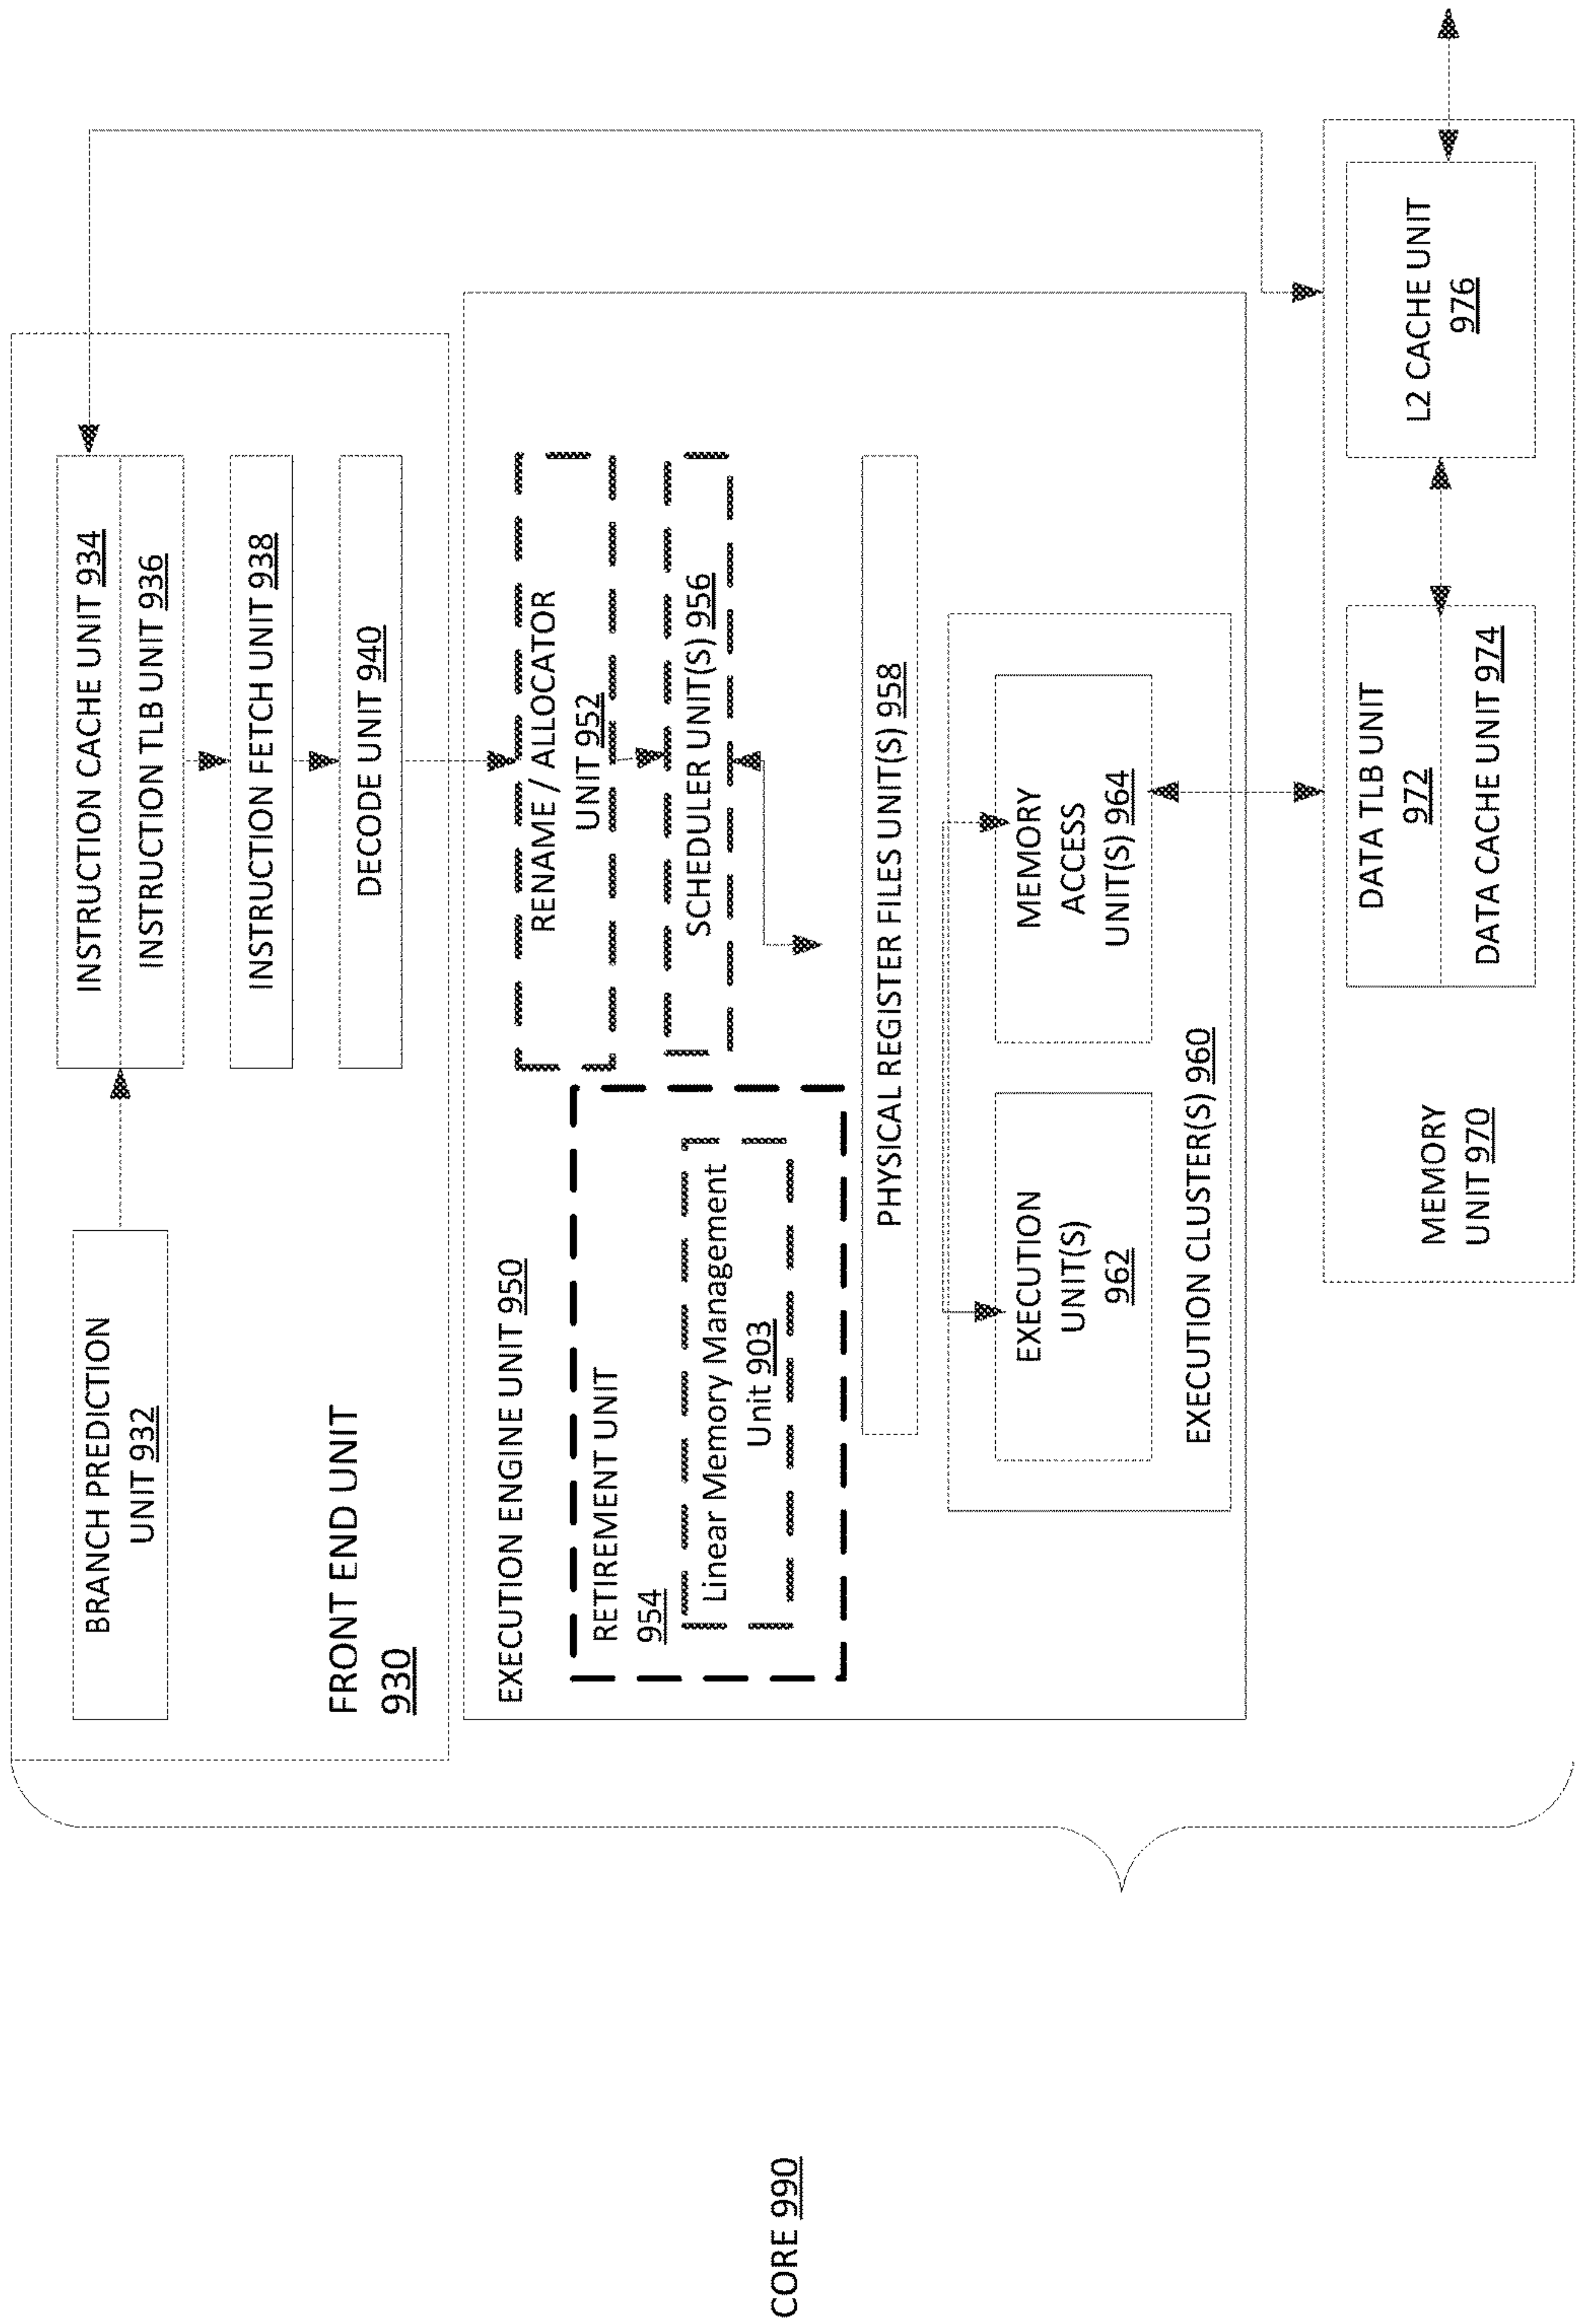 CORE 990
FRONT END UNIT
930
BRANCH PREDICTION
UNIT 932
INSTRUCTION CACHE UNIT 934
INSTRUCTION TLB UNIT 936
INSTRUCTION FETCH UNIT 938
DECODE UNIT 940
EXECUTION ENGINE UNIT 950
RENAME / ALLOCATOR
UNIT 952
RETIREMENT UNIT
954
Linear Memory Management
Unit 903
SCHEDULER UNIT(S) 956
PHYSICAL REGISTER FILES UNIT(S) 958
EXECUTION
UNIT(S)
962
MEMORY
ACCESS
UNIT(S) 964
EXECUTION CLUSTER(S) 960
MEMORY
UNIT 970
DATA TLB UNIT
972
DATA CACHE UNIT 974
L2 CACHE UNIT
976